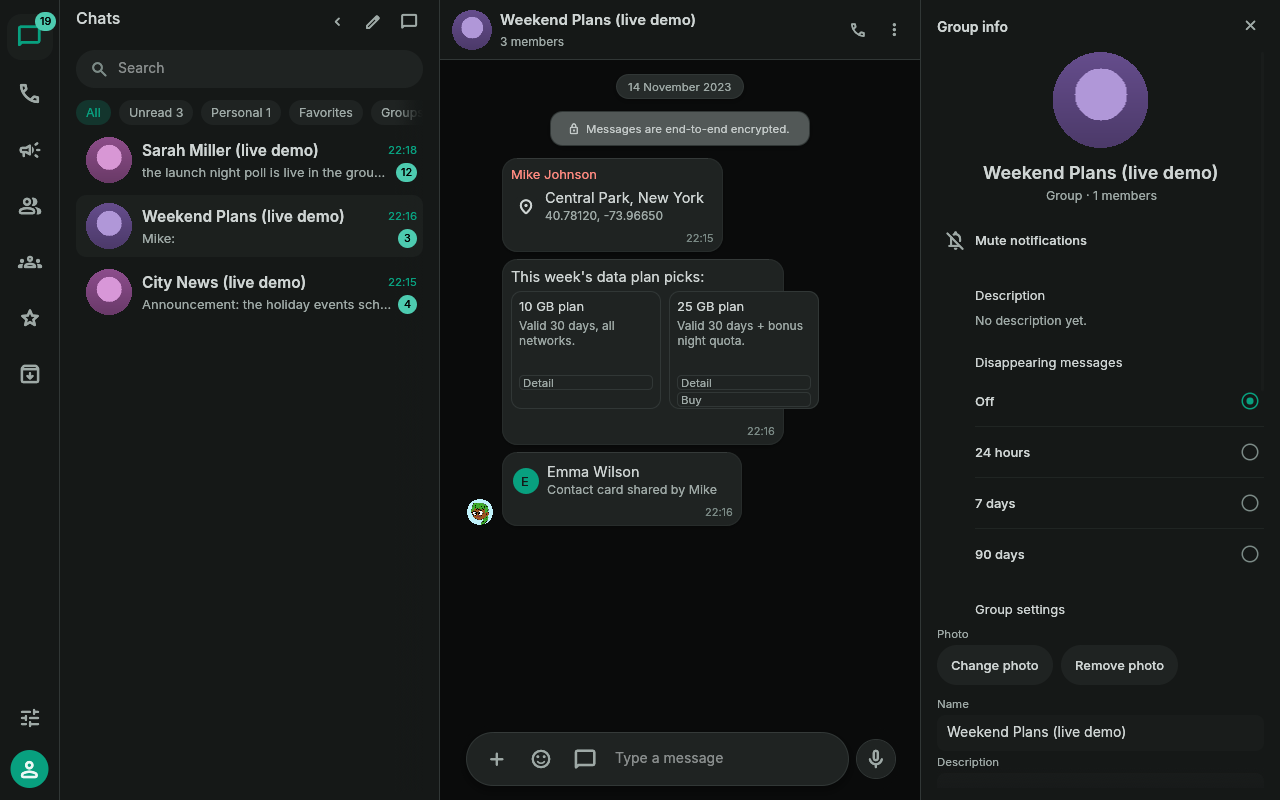 19
Chats
Search
All
Unread 3
Personal 1
Favorites
Group
Sarah Miller (live demo)
22:18
the launch night poll is live in the grou...
12
Weekend Plans (live demo)
22:16
Mike:
3
City News (live demo)
22:15
Announcement: the holiday events sch...
4
Weekend Plans (live demo)
3 members
14 November 2023
Messages are end-to-end encrypted.
Mike Johnson
Central Park, New York
40.78120, -73.96650
22:15
This week's data plan picks:
10 GB plan
Valid 30 days, all
networks.
Detail
25 GB plan
Valid 30 days + bonus
night quota.
Detail
Buy
22:16
E
Emma Wilson
Contact card shared by Mike
22:16
Type a message
Group info
Weekend Plans (live demo)
Group · 1 members
Mute notifications
Description
No description yet.
Disappearing messages
Off
24 hours
7 days
90 days
Group settings
Photo
Change photo
Remove photo
Name
Weekend Plans (live demo)
Description